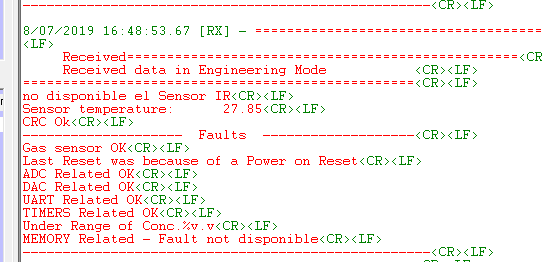 --------------------------------------------------<CR><LF>
8/07/2019 16:48:53.67 [RX] - ===================================
<LF>
Received================================================<CR
Received data in Engineering Mode <CR><LF>
================================================<CR><LF>
no disponible el Sensor IR<CR><LF>
Sensor temperature: 27.85<CR><LF>
CRC Ok<CR><LF>
-------------------- Faults -------------------<CR><LF>
Gas sensor OK<CR><LF>
Last Reset was because of a Power on Reset<CR><LF>
ADC Related OK<CR><LF>
DAC Related OK<CR><LF>
UART Related OK<CR><LF>
TIMERS Related OK<CR><LF>
Under Range of Conc.%v.v<CR><LF>
MEMORY Related - Fault not disponible<CR><LF>
--------------------------------------------------<CR><LF>